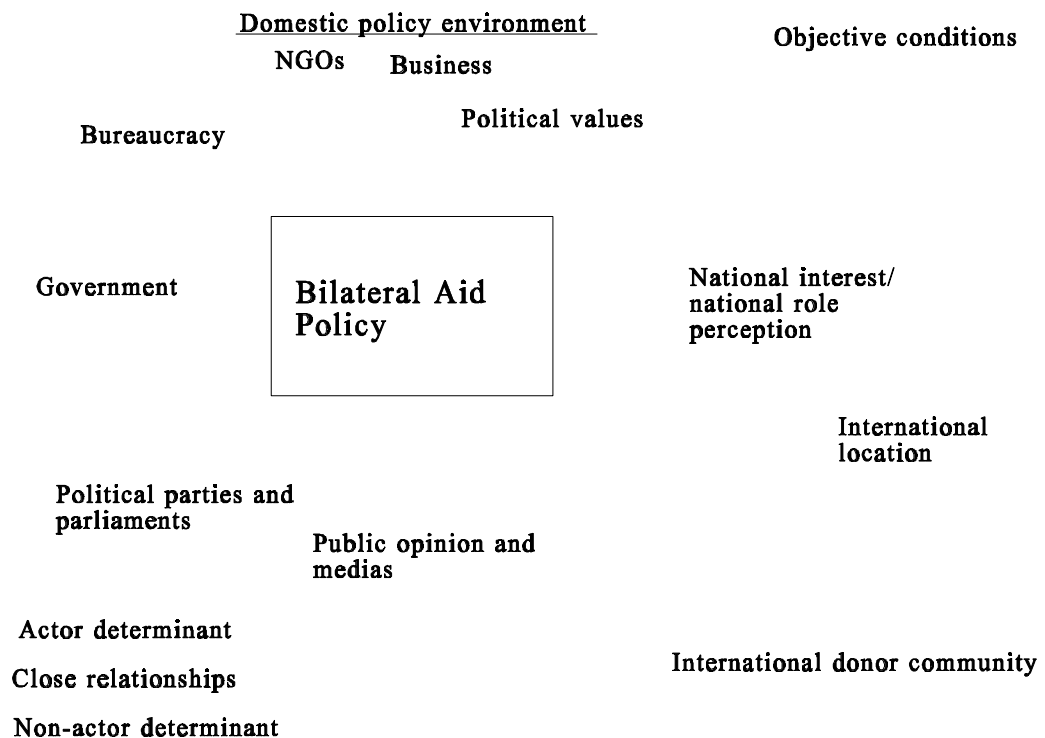 Domestic policy environment
Objective conditions
NGOs
Business
Political values
Bureaucracy
Government
Bilateral Aid
Policy
National interest/
national role
perception
International
location
Political parties and
parliaments
Public opinion and
medias
Actor determinant
Close relationships
Non-actor determinant
International donor community